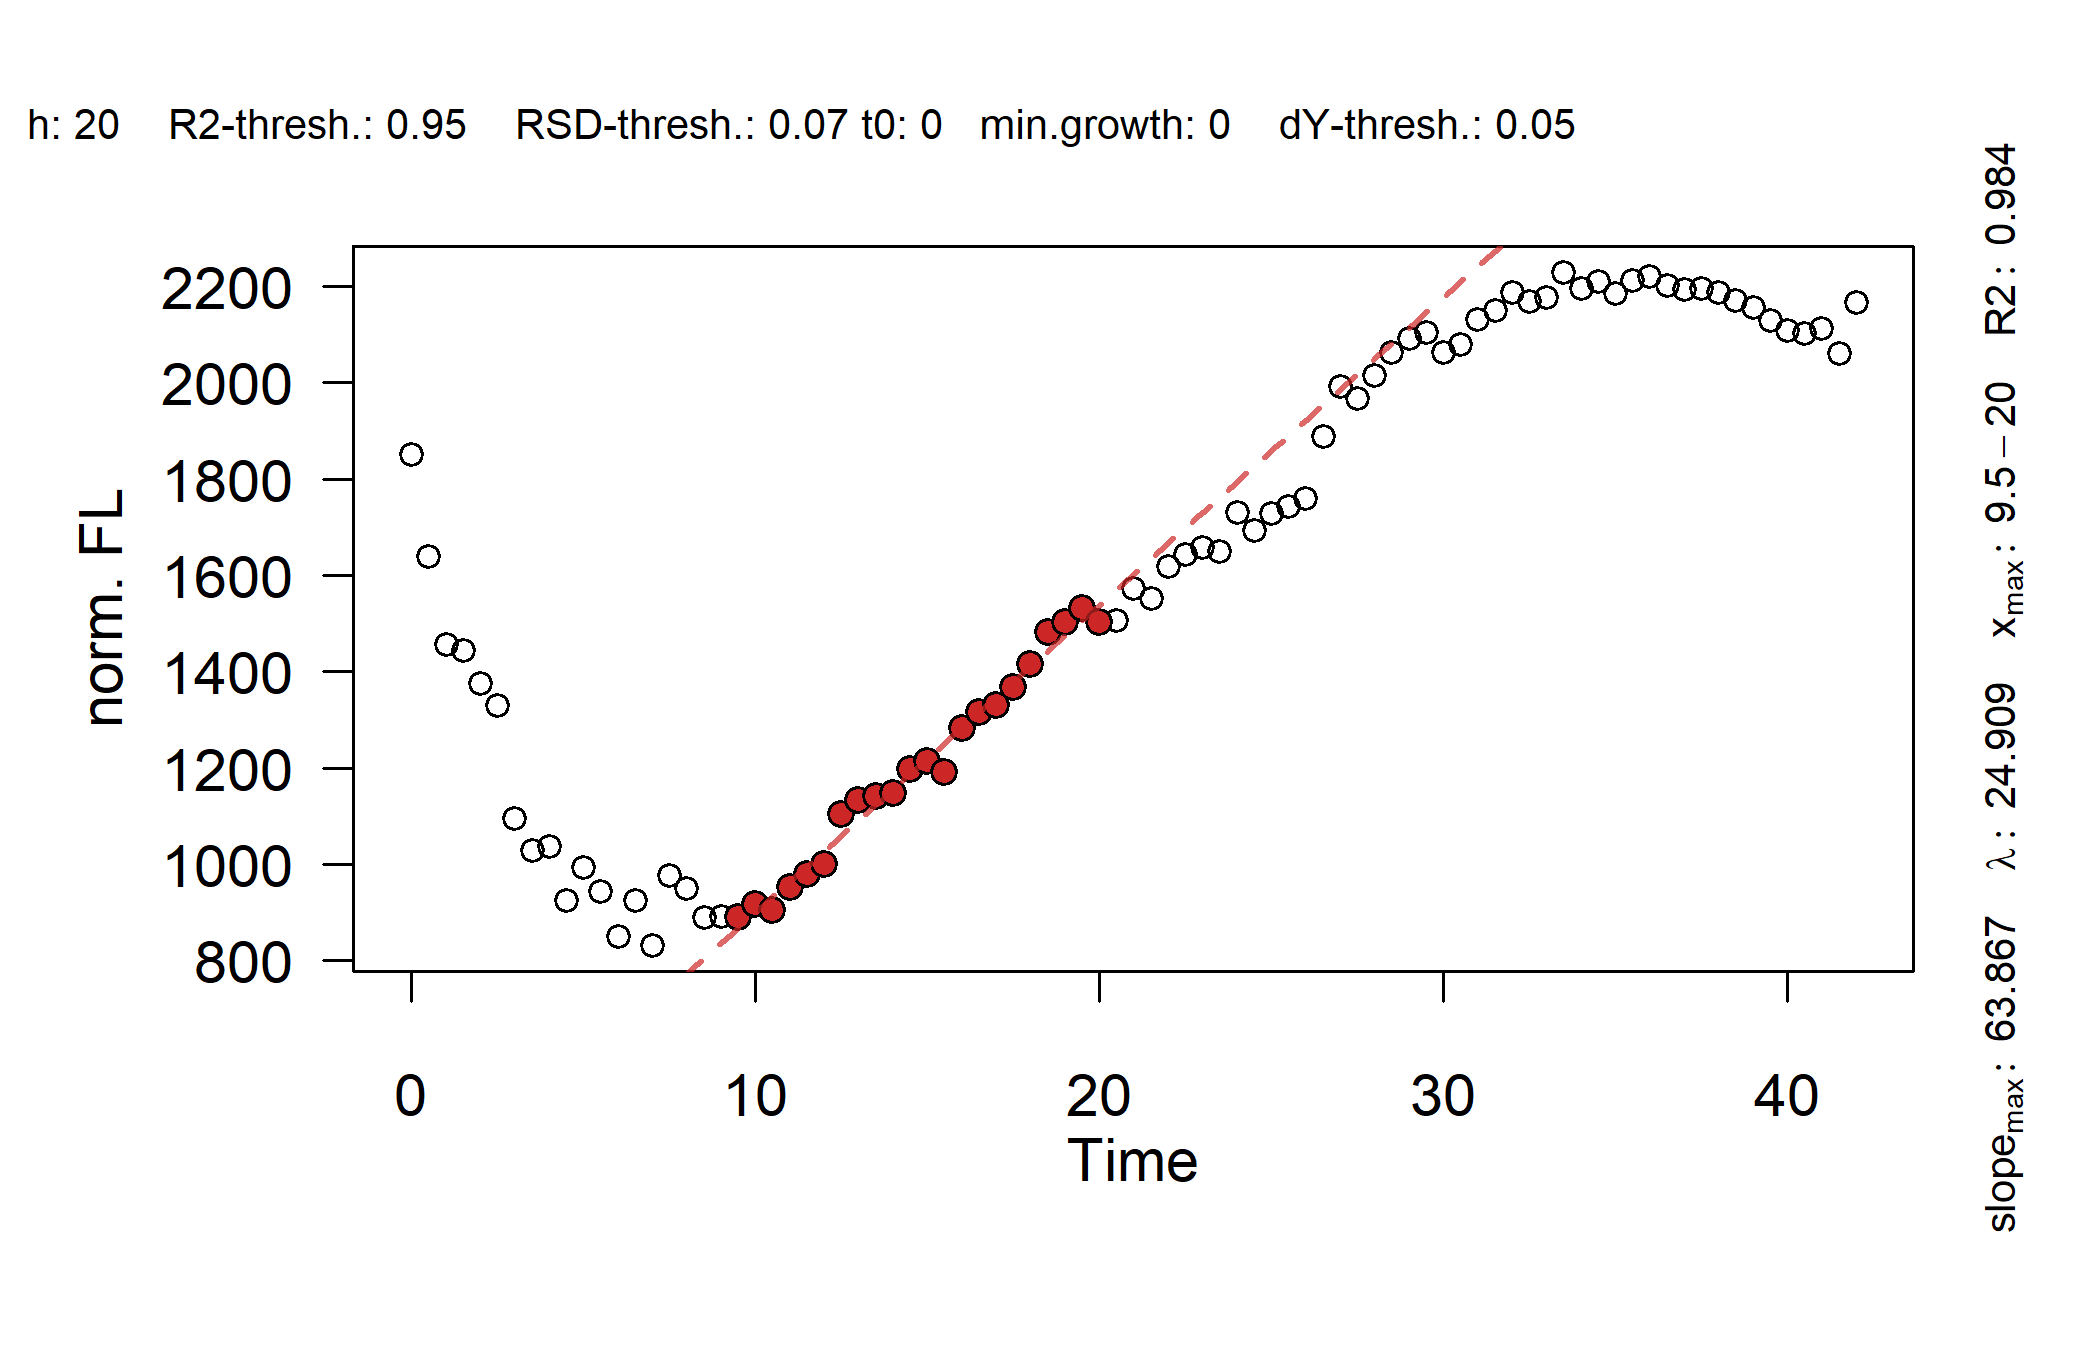 h: 20 R2-thresh.: 0.95 RSD-thresh.: 0.07 t0: 0 min.growth: 0 dY-thresh.: 0.05
2200
2000
1800
1600
1400
1200
1000
800
norm. FL
0 10 20 30 40
Time
slopemax: 63.867 λ: 24.909 xmax: 9.5 – 20 R2: 0.984